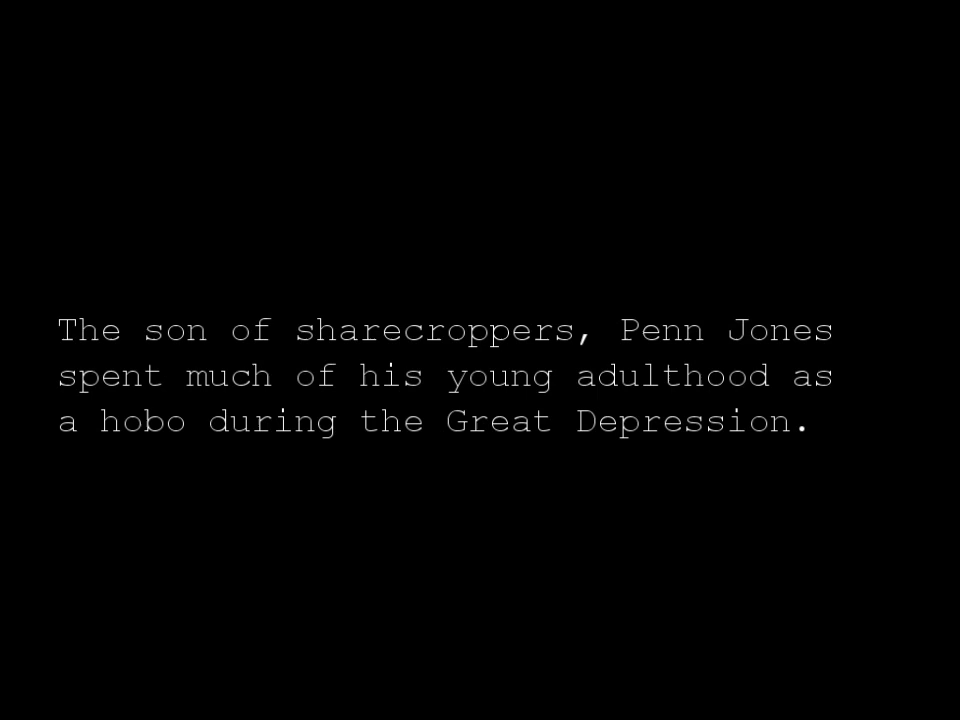 The son of sharecroppers, Penn Jones
spent much of his young adulthood as
a hobo during the Great Depression.